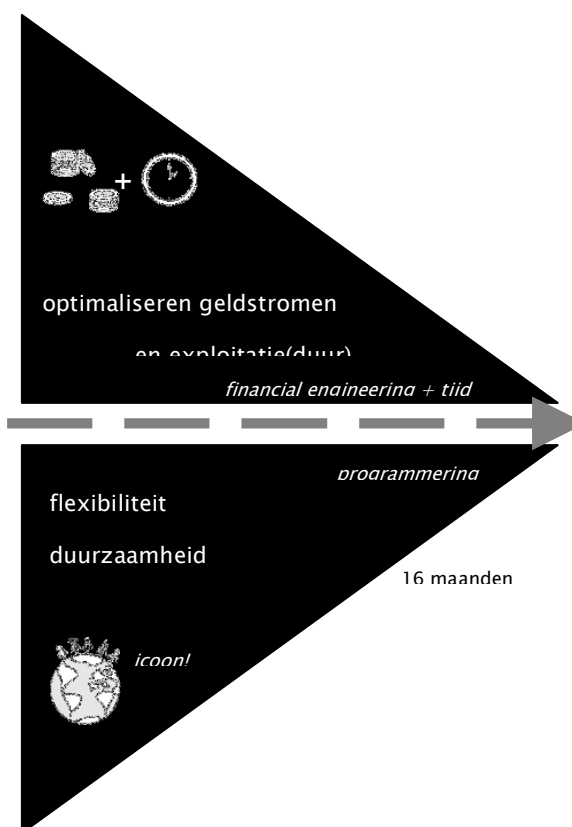 +
optimaliseren geldstromen
en exploitatie(duur)
financial engineering + tijd
programmering
flexibiliteit
duurzaamheid
16 maanden
icoon!